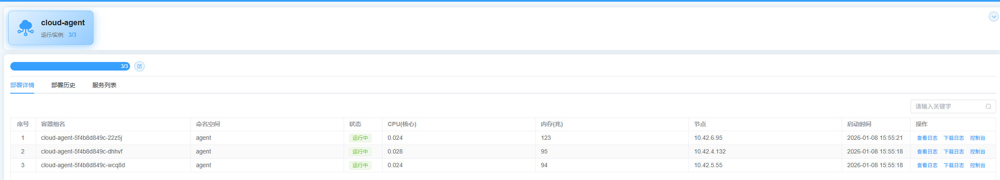 cloud-agent
运行/实例: 3/3
3/3
部署详情 部署历史 服务列表
请输入关键字
序号 容器组名 命名空间 状态 CPU(核心) 内存(兆) 节点 启动时间 操作
1 cloud-agent-5f4b8d849c-22z5j agent 运行中 0.024 123 10.42.6.95 2026-01-08 15:55:21 查看日志 下载日志 控制台
2 cloud-agent-5f4b8d849c-dhhvf agent 运行中 0.028 95 10.42.4.132 2026-01-08 15:55:18 查看日志 下载日志 控制台
3 cloud-agent-5f4b8d849c-wcq8d agent 运行中 0.024 94 10.42.5.55 2026-01-08 15:55:18 查看日志 下载日志 控制台